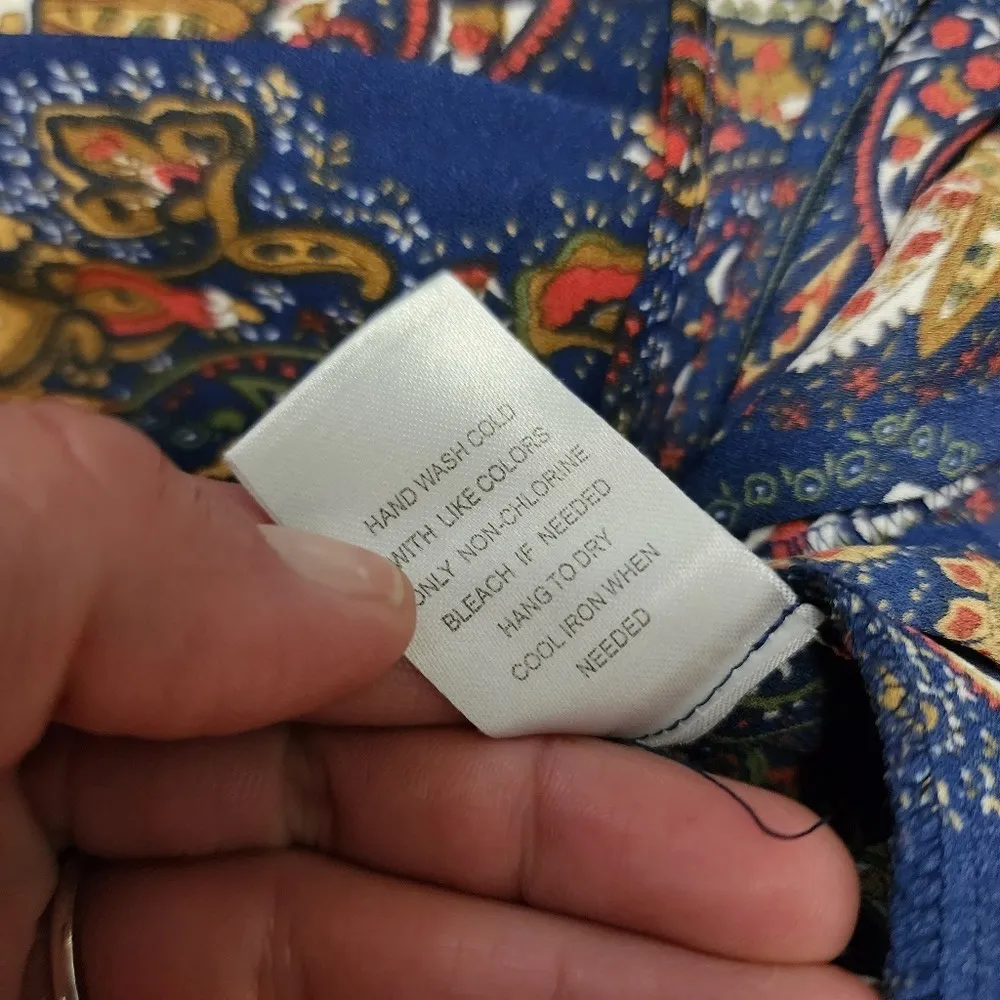 HAND WASH COLD
WITH LIKE COLORS
ONLY NON-CHLORINE
BLEACH IF NEEDED
HANG TO DRY
COOL IRON WHEN
NEEDED